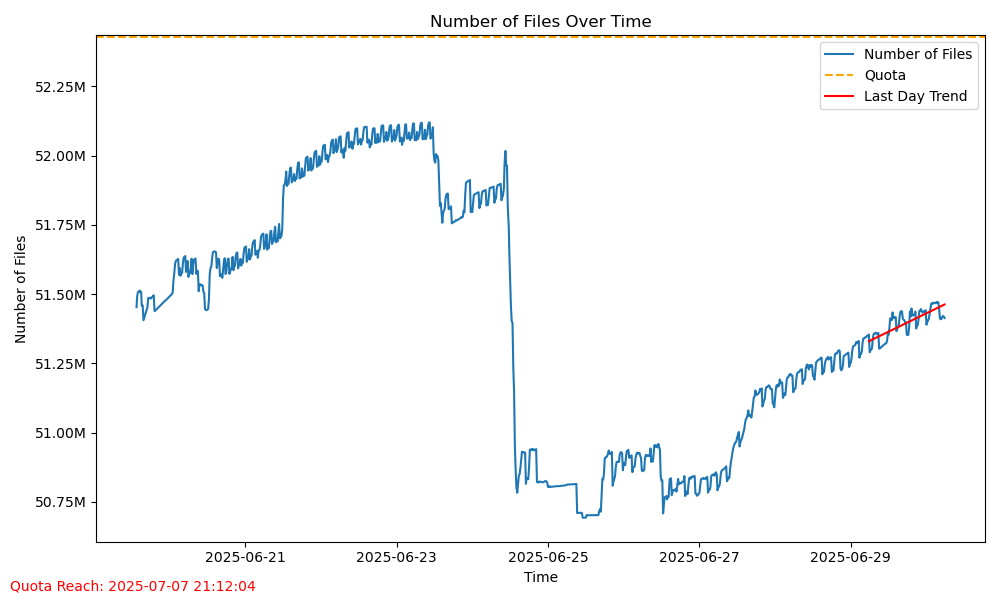 Number of Files Over Time
Number of Files
Quota
Last Day Trend
52.25M
52.00M
51.75M
51.50M
51.25M
51.00M
50.75M
Number of Files
2025-06-21
2025-06-23
2025-06-25
2025-06-27
2025-06-29
Time
Quota Reach: 2025-07-07 21:12:04